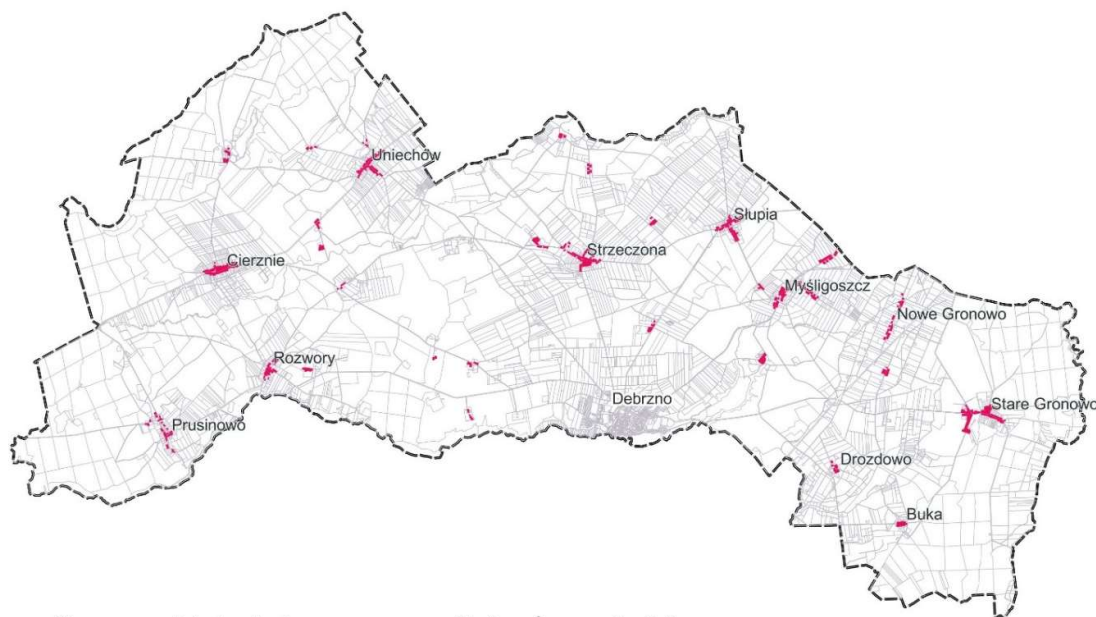 Uniechów
Słupia
Strzeczona
Cierznie
Myśligoszcz
Nowe Gronowo
Rozwory
Debrzno
Stare Gronowo
Prusinowo
Drozdowo
Buka